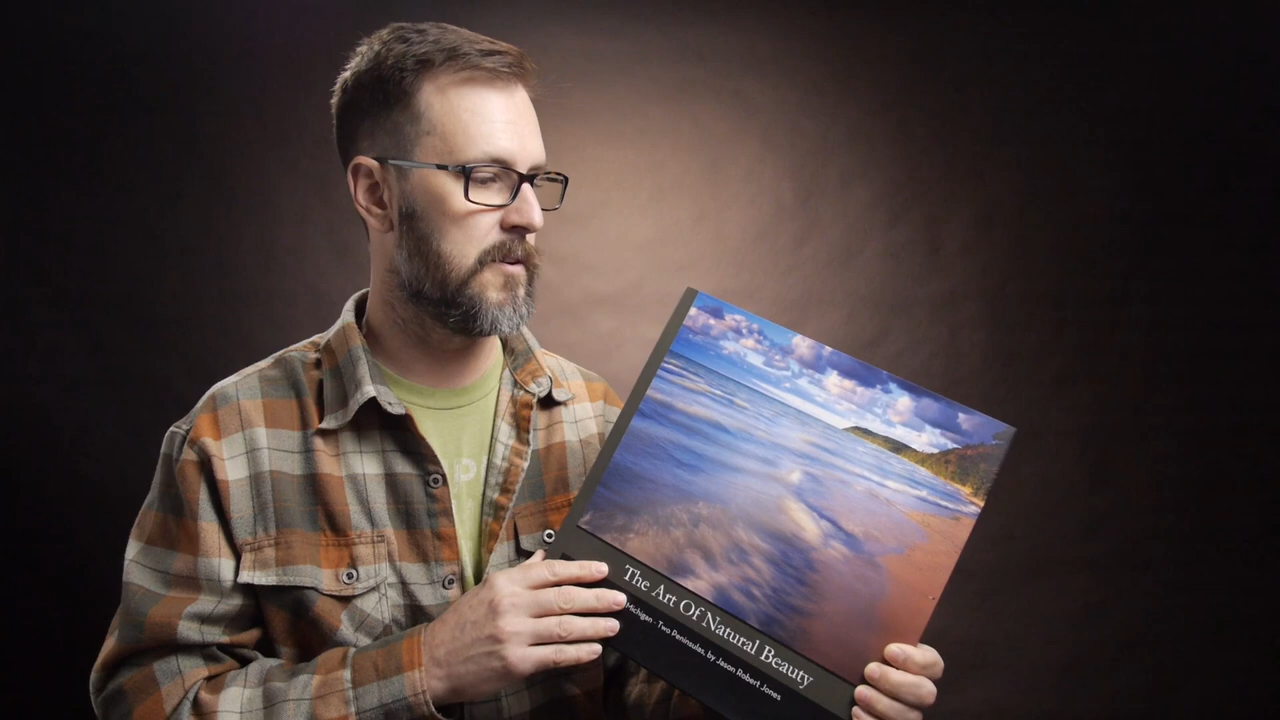 The Art Of Natural Beauty
Michigan - Two Peninsulas, by Jason Robert Jones